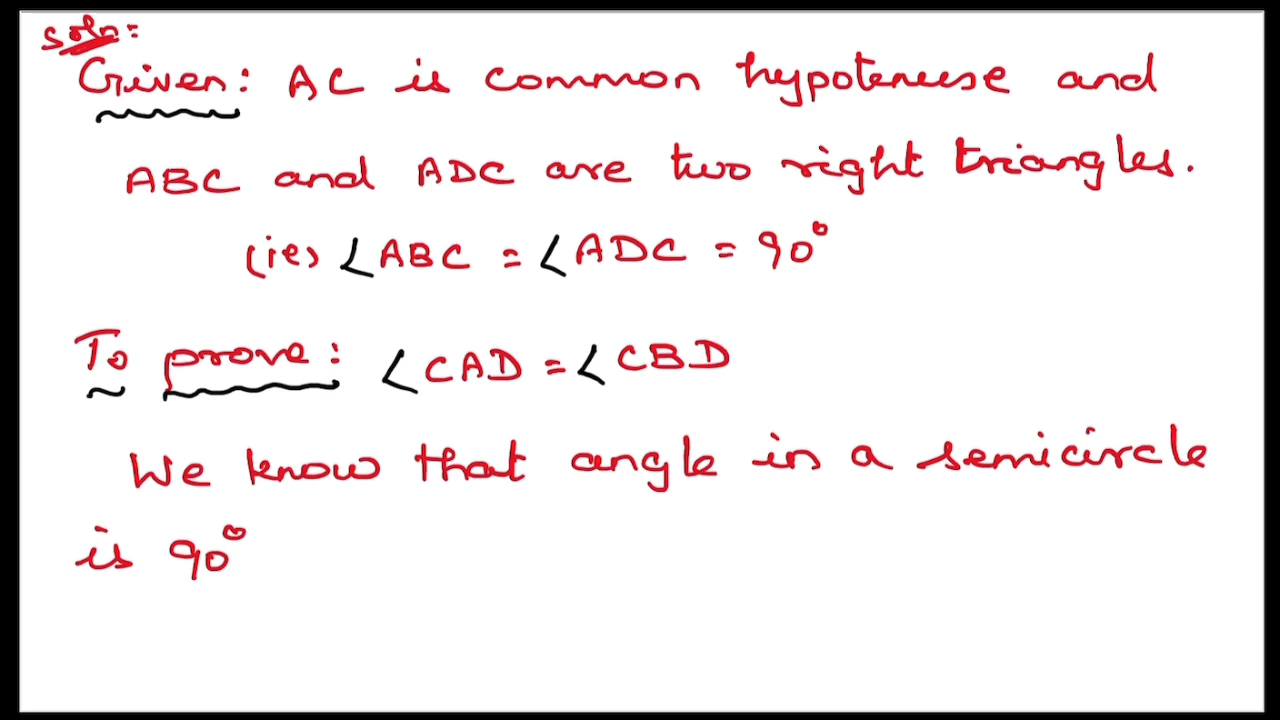 Soln:
Given: AC is common hypotenuse and
ABC and ADC are two right triangles.
(ie) ∠ABC = ∠ADC = 90°
To prove: ∠CAD = ∠CBD
We know that angle in a semicircle
is 90°